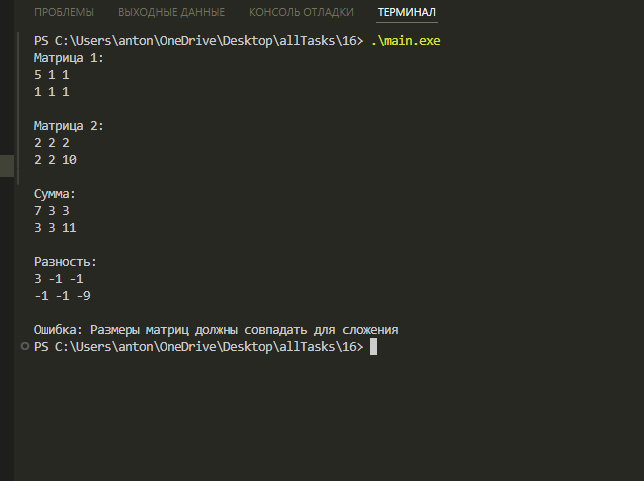 ПРОБЛЕМЫ ВЫХОДНЫЕ ДАННЫЕ КОНСОЛЬ ОТЛАДКИ ТЕРМИНАЛ
PS C:\Users\anton\OneDrive\Desktop\allTasks\16> .\main.exe
Матрица 1:
5 1 1
1 1 1
Матрица 2:
2 2 2
2 2 10
Сумма:
7 3 3
3 3 11
Разность:
3 -1 -1
-1 -1 -9
Ошибка: Размеры матриц должны совпадать для сложения
PS C:\Users\anton\OneDrive\Desktop\allTasks\16>